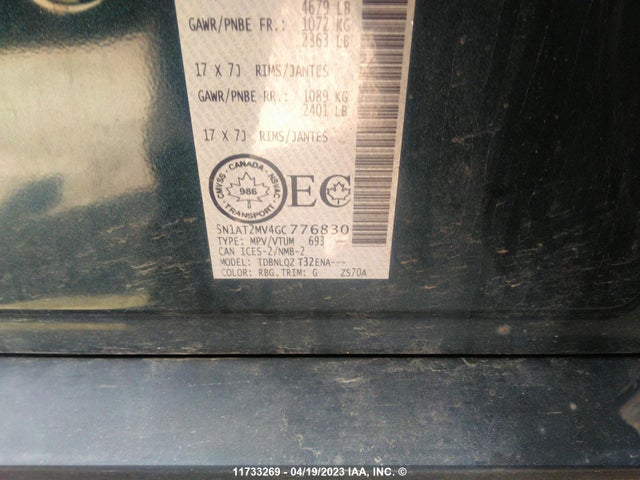 4679 LB
GAWR/PNBE FR.: 1072 KG
2363 LB
17 X 7J RIMS/JANTES
GAWR/PNBE RR.: 1089 KG
2401 LB
17 X 7J RIMS/JANTES
CMVSS - CANADA - NSVAC
986
TRANSPORT
EC
5N1AT2MV4GC776830
TYPE: MPV/VTUM 693
CAN ICES-2/NMB-2
MODEL: TDBNLQZ T32ENA---
COLOR: RBG.TRIM: G ZS70A
11733269 - 04/19/2023 IAA, INC. ©